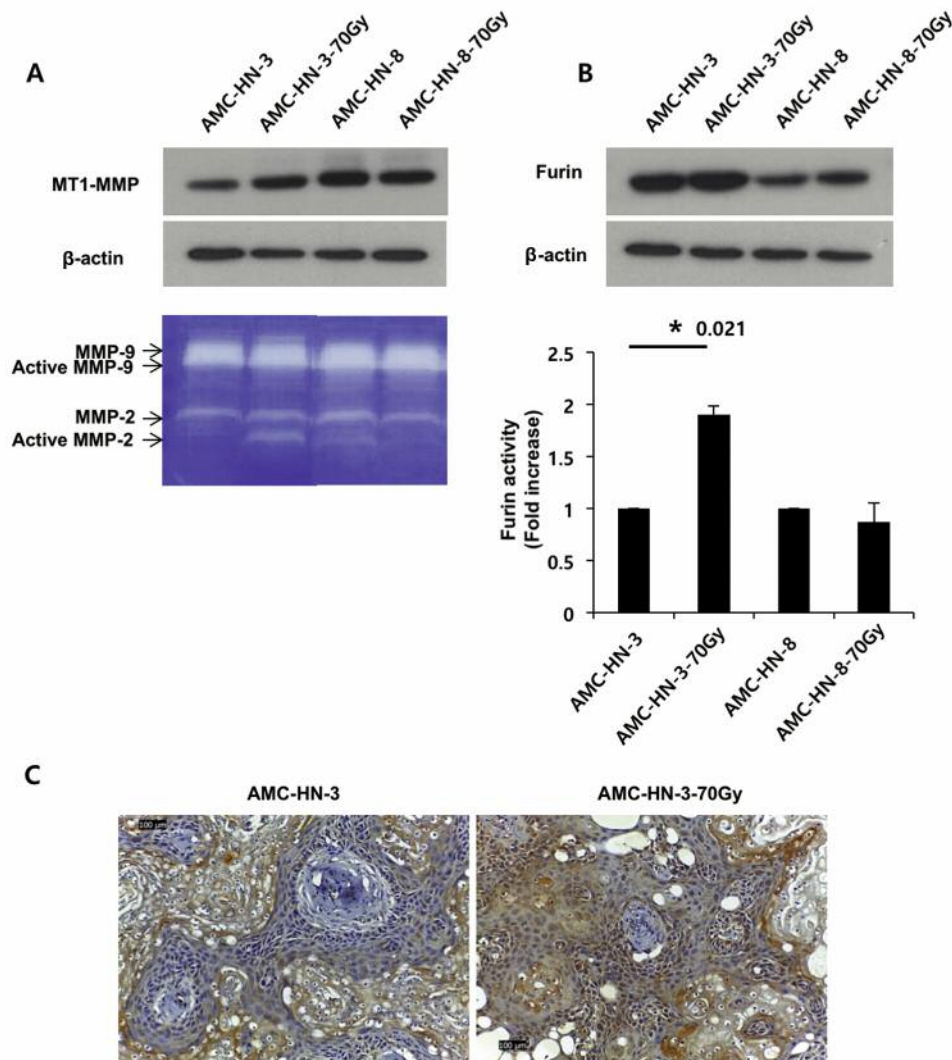 A
AMC-HN-3
AMC-HN-3-70Gy
AMC-HN-8
AMC-HN-8-70Gy
MT1-MMP
β-actin
MMP-9
Active MMP-9
MMP-2
Active MMP-2
B
AMC-HN-3
AMC-HN-3-70Gy
AMC-HN-8
AMC-HN-8-70Gy
Furin
β-actin
* 0.021
Furin activity
(Fold increase)
2.5
2
1.5
1
0.5
0
AMC-HN-3
AMC-HN-3-70Gy
AMC-HN-8
AMC-HN-8-70Gy
C
AMC-HN-3
AMC-HN-3-70Gy
100 µm
100 µm